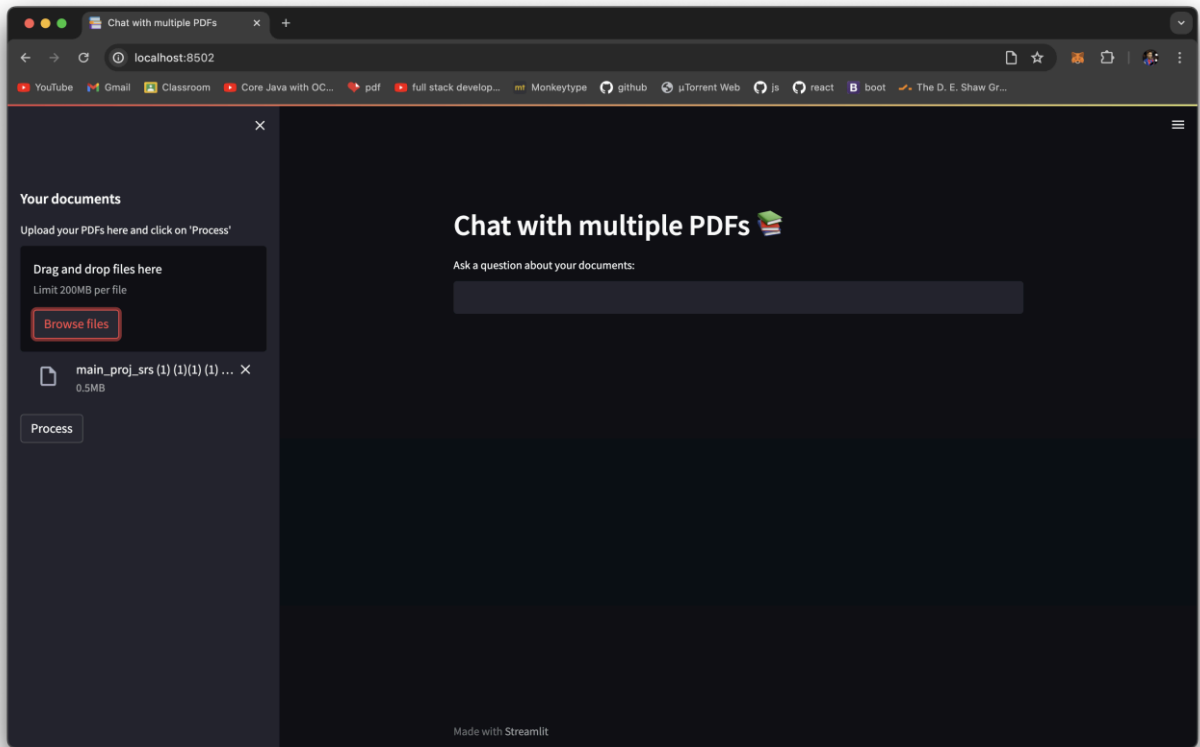 Chat with multiple PDFs
localhost:8502
YouTube Gmail Classroom Core Java with OC... pdf full stack develop... mt Monkeytype github µTorrent Web js react B boot The D. E. Shaw Gr...
Your documents
Upload your PDFs here and click on 'Process'
Drag and drop files here
Limit 200MB per file
Browse files
main_proj_srs (1) (1)(1) (1) ...
0.5MB
Process
Chat with multiple PDFs
Ask a question about your documents:
Made with Streamlit